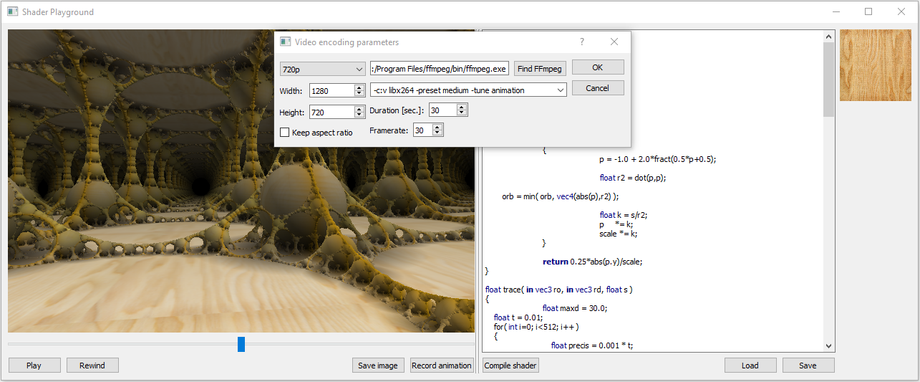 Shader Playground
Video encoding parameters
720p
:/Program Files/ffmpeg/bin/ffmpeg.exe
Find FFmpeg
OK
Width:
1280
-c:v libx264 -preset medium -tune animation
Cancel
Height:
720
Duration [sec.]:
30
Keep aspect ratio
Framerate:
30
{
p = -1.0 + 2.0*fract(0.5*p+0.5);
float r2 = dot(p,p);
orb = min( orb, vec4(abs(p),r2) );
float k = s/r2;
p *= k;
scale *= k;
}
return 0.25*abs(p.y)/scale;
}
float trace( in vec3 ro, in vec3 rd, float s )
{
float maxd = 30.0;
float t = 0.01;
for( int i=0; i<512; i++ )
{
float precis = 0.001 * t;
Play
Rewind
Save image
Record animation
Compile shader
Load
Save